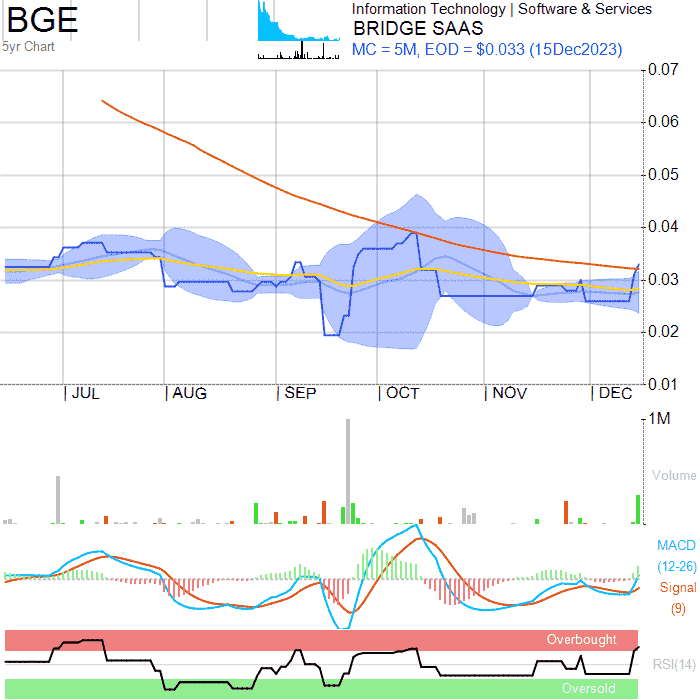 BGE
5yr Chart
Information Technology | Software & Services
BRIDGE SAAS
MC = 5M, EOD = $0.033 (15Dec2023)
0.07
0.06
0.05
0.04
0.03
0.02
0.01
| JUL | AUG | SEP | OCT | NOV | DEC
1M
Volume
MACD
(12-26)
Signal
(9)
Overbought
RSI(14)
Oversold